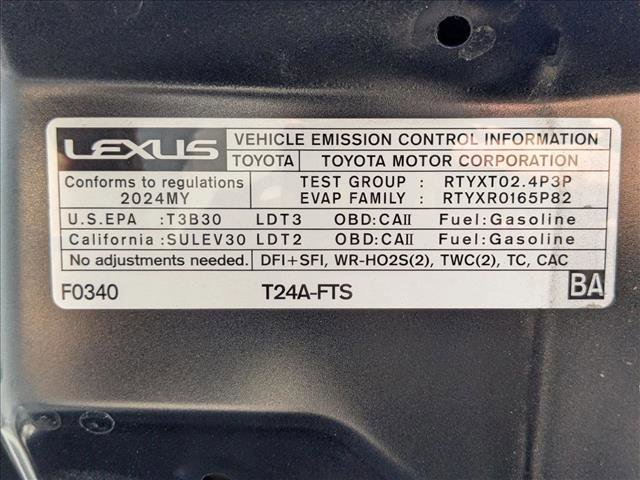 LEXUS VEHICLE EMISSION CONTROL INFORMATION
TOYOTA TOYOTA MOTOR CORPORATION
Conforms to regulations TEST GROUP : RTYXT02.4P3P
2024MY EVAP FAMILY : RTYXR0165P82
U.S.EPA :T3B30 LDT3 OBD:CAII Fuel:Gasoline
California:SULEV30 LDT2 OBD:CAII Fuel:Gasoline
No adjustments needed. DFI+SFI, WR-HO2S(2), TWC(2), TC, CAC
F0340 T24A-FTS BA